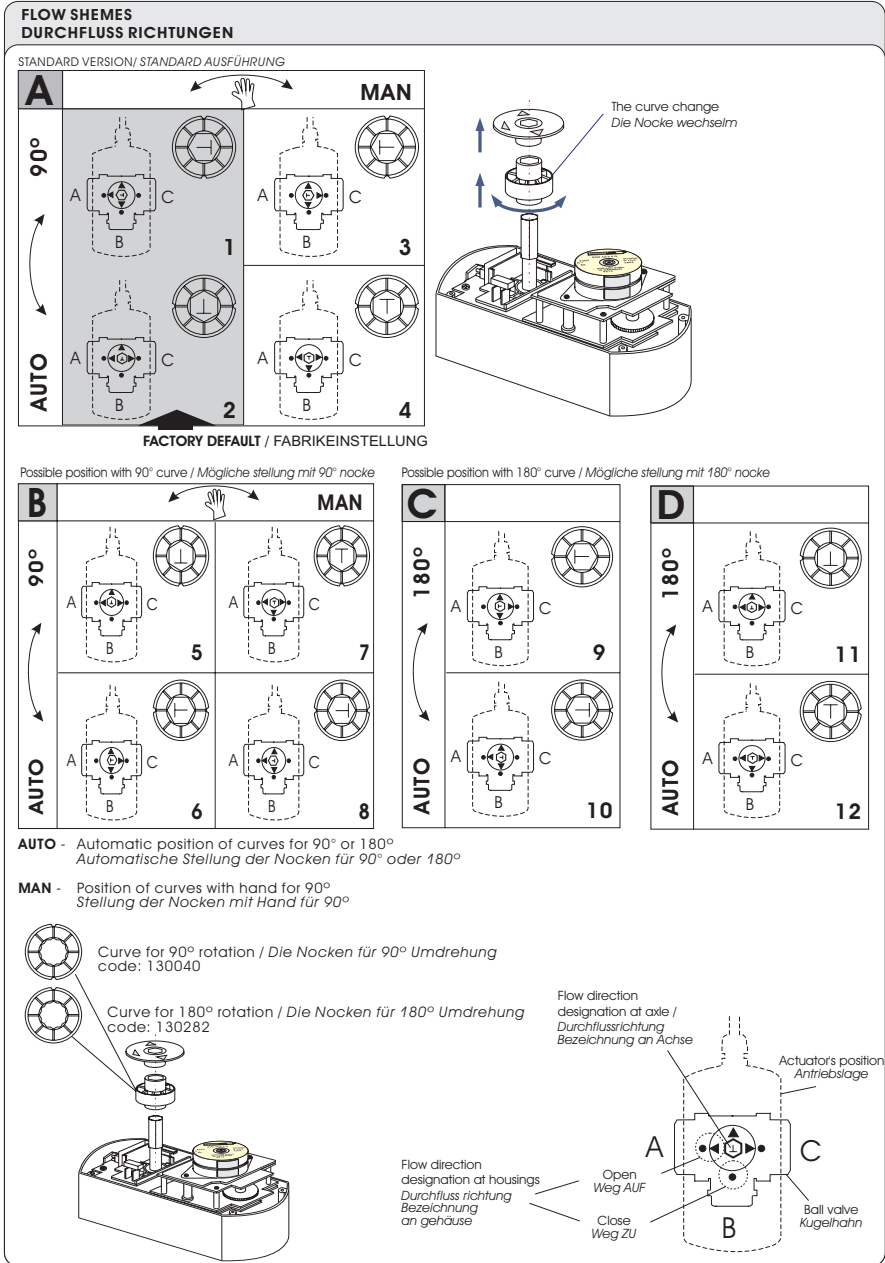 FLOW SHEMES
DURCHFLUSS RICHTUNGEN
STANDARD VERSION/ STANDARD AUSFÜHRUNG
A
MAN
90°
AUTO
A
C
B
1
A
C
B
3
A
C
B
2
A
C
B
4
FACTORY DEFAULT / FABRIKEINSTELLUNG
The curve change
Die Nocke wechselm
Possible position with 90° curve / Mögliche stellung mit 90° nocke
B
MAN
90°
AUTO
A
C
B
5
A
C
B
7
A
C
B
6
A
C
B
8
Possible position with 180° curve / Mögliche stellung mit 180° nocke
C
180°
AUTO
A
C
B
9
A
C
B
10
D
180°
AUTO
A
C
B
11
A
C
B
12
AUTO - Automatic position of curves for 90° or 180°
Automatische Stellung der Nocken für 90° oder 180°
MAN - Position of curves with hand for 90°
Stellung der Nocken mit Hand für 90°
Curve for 90° rotation / Die Nocken für 90° Umdrehung
code: 130040
Curve for 180° rotation / Die Nocken für 180° Umdrehung
code: 130282
Flow direction
designation at axle /
Durchflussrichtung
Bezeichnung an Achse
Actuator's position
Antriebslage
A
C
B
Flow direction
designation at housings
Durchfluss richtung
Bezeichnung
an gehäuse
Open
Weg AUF
Close
Weg ZU
Ball valve
Kugelhahn